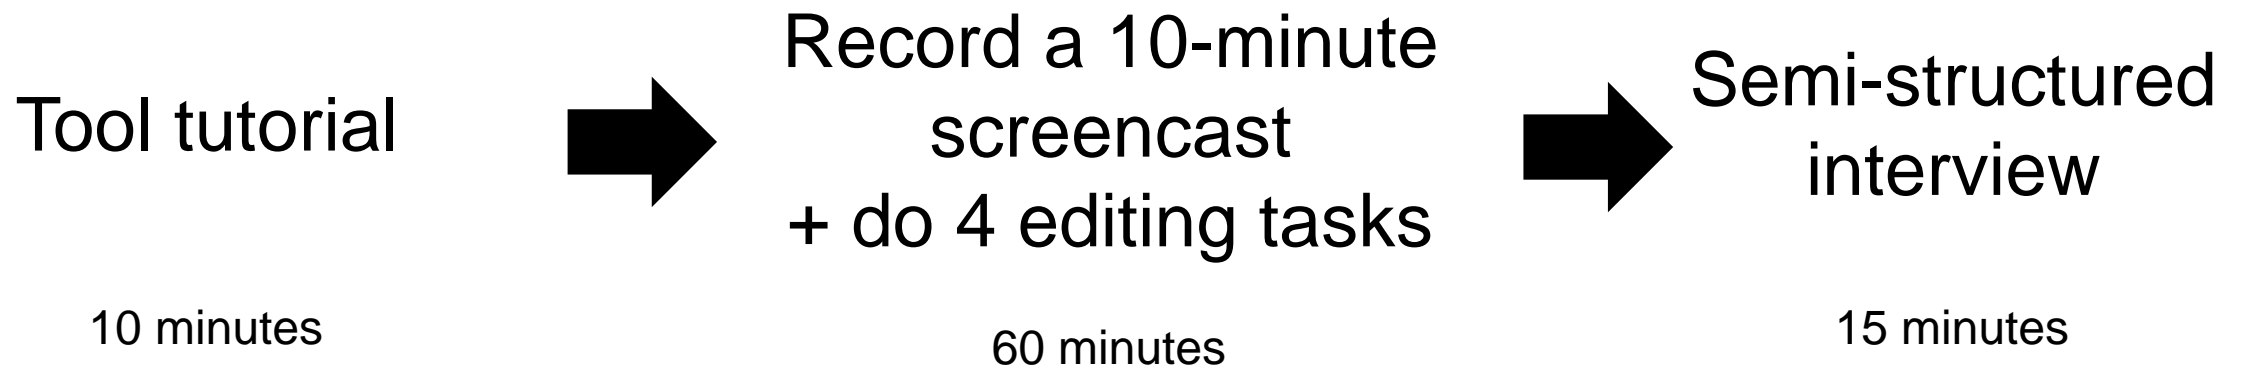 Tool tutorial
10 minutes
Record a 10-minute
screencast
+ do 4 editing tasks
60 minutes
Semi-structured
interview
15 minutes